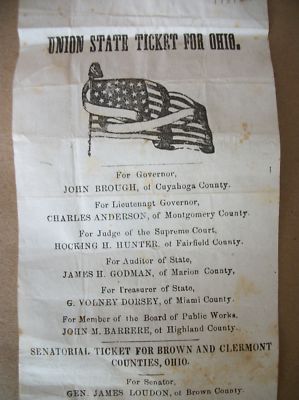 UNION STATE TICKET FOR OHIO.
For Governor,
JOHN BROUGH, of Cuyahoga County.
For Lieutenant Governor,
CHARLES ANDERSON, of Montgomery County.
For Judge of the Supreme Court,
HOCKING H. HUNTER, of Fairfield County.
For Auditor of State,
JAMES H. GODMAN, of Marion County,
For Treasurer of State,
G. VOLNEY DORSEY, of Miami County.
For Member of the Board of Public Works.
JOHN M. BARRERE, of Highland County.
SENATORIAL TICKET FOR BROWN AND CLERMONT
COUNTIES, OHIO.
For Senator,
GEN. JAMES LOUDON, of Brown County.